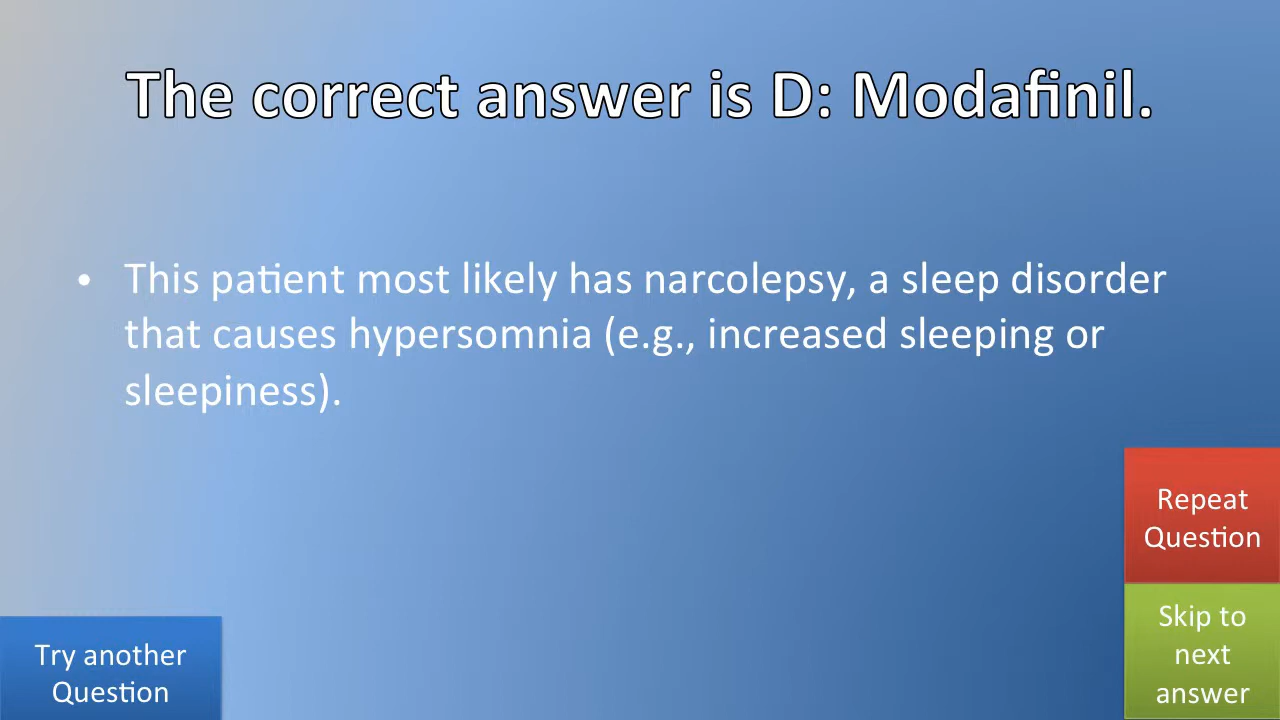 The correct answer is D: Modafinil.
• This patient most likely has narcolepsy, a sleep disorder
that causes hypersomnia (e.g., increased sleeping or
sleepiness).
Repeat
Question
Skip to
next
answer
Try another
Question